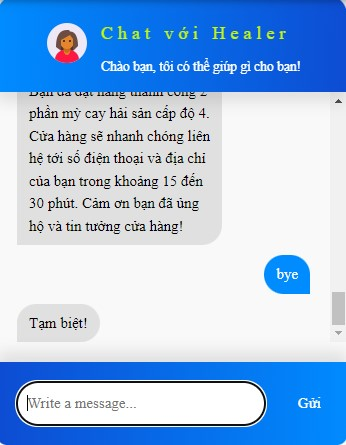 Chat với Healer
Chào bạn, tôi có thể giúp gì cho bạn!
Bạn đã đặt hàng thành công 2
phần mỳ cay hải sản cấp độ 4.
Cửa hàng sẽ nhanh chóng liên
hệ tới số điện thoại và địa chỉ
của bạn trong khoảng 15 đến
30 phút. Cảm ơn bạn đã ủng
hộ và tin tưởng cửa hàng!
bye
Tạm biệt!
Write a message...
Gửi